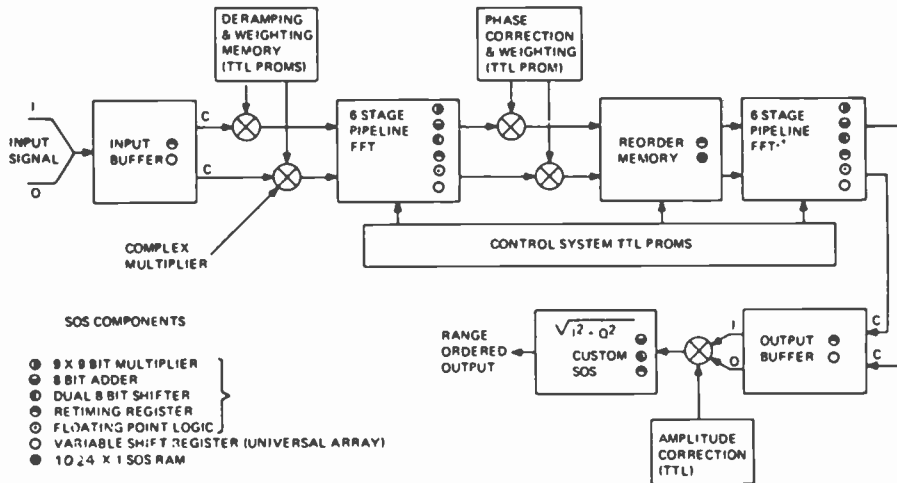 DERAMPING
& WEIGHTING
MEMORY
(TTL PROMS)
PHASE
CORRECTION
& WEIGHTING
(TTL PROM)
I
INPUT
SIGNAL
O
INPUT
BUFFER
C
C
6 STAGE
PIPELINE
FFT
REORDER
MEMORY
6 STAGE
PIPELINE
FFT-1
COMPLEX
MULTIPLIER
CONTROL SYSTEM TTL PROMS
SOS COMPONENTS
9 X 9 BIT MULTIPLIER
8 BIT ADDER
DUAL 8 BIT SHIFTER
RETIMING REGISTER
FLOATING POINT LOGIC
VARIABLE SHIFT REGISTER (UNIVERSAL ARRAY)
1024 X 1 SOS RAM
RANGE
ORDERED
OUTPUT
√I² - Q²
CUSTOM
SOS
I
O
OUTPUT
BUFFER
C
C
AMPLITUDE
CORRECTION
(TTL)